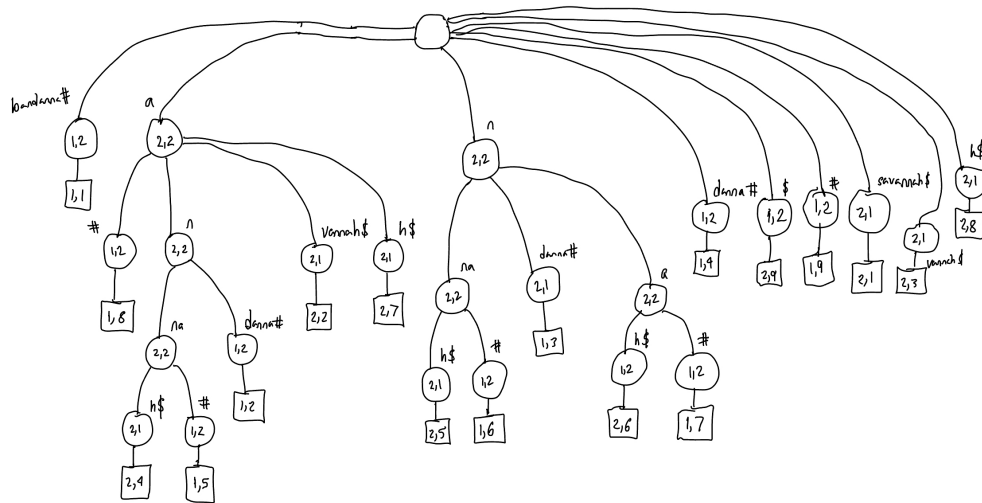 bandanna#
1,2
1,1
a
2,2
#
1,2
1,8
n
2,2
na
2,2
h$
2,1
2,4
#
1,2
1,5
danna#
1,2
1,2
vannah$
2,1
2,2
h$
2,1
2,7
n
2,2
na
2,2
h$
2,1
2,5
#
1,2
1,6
danna#
2,1
1,3
a
2,2
h$
1,2
2,6
#
1,2
1,7
danna#
1,2
1,4
$
1,2
2,9
#
1,2
1,9
savannah$
2,1
2,1
2,1
vannah$
2,3
h$
2,1
2,8